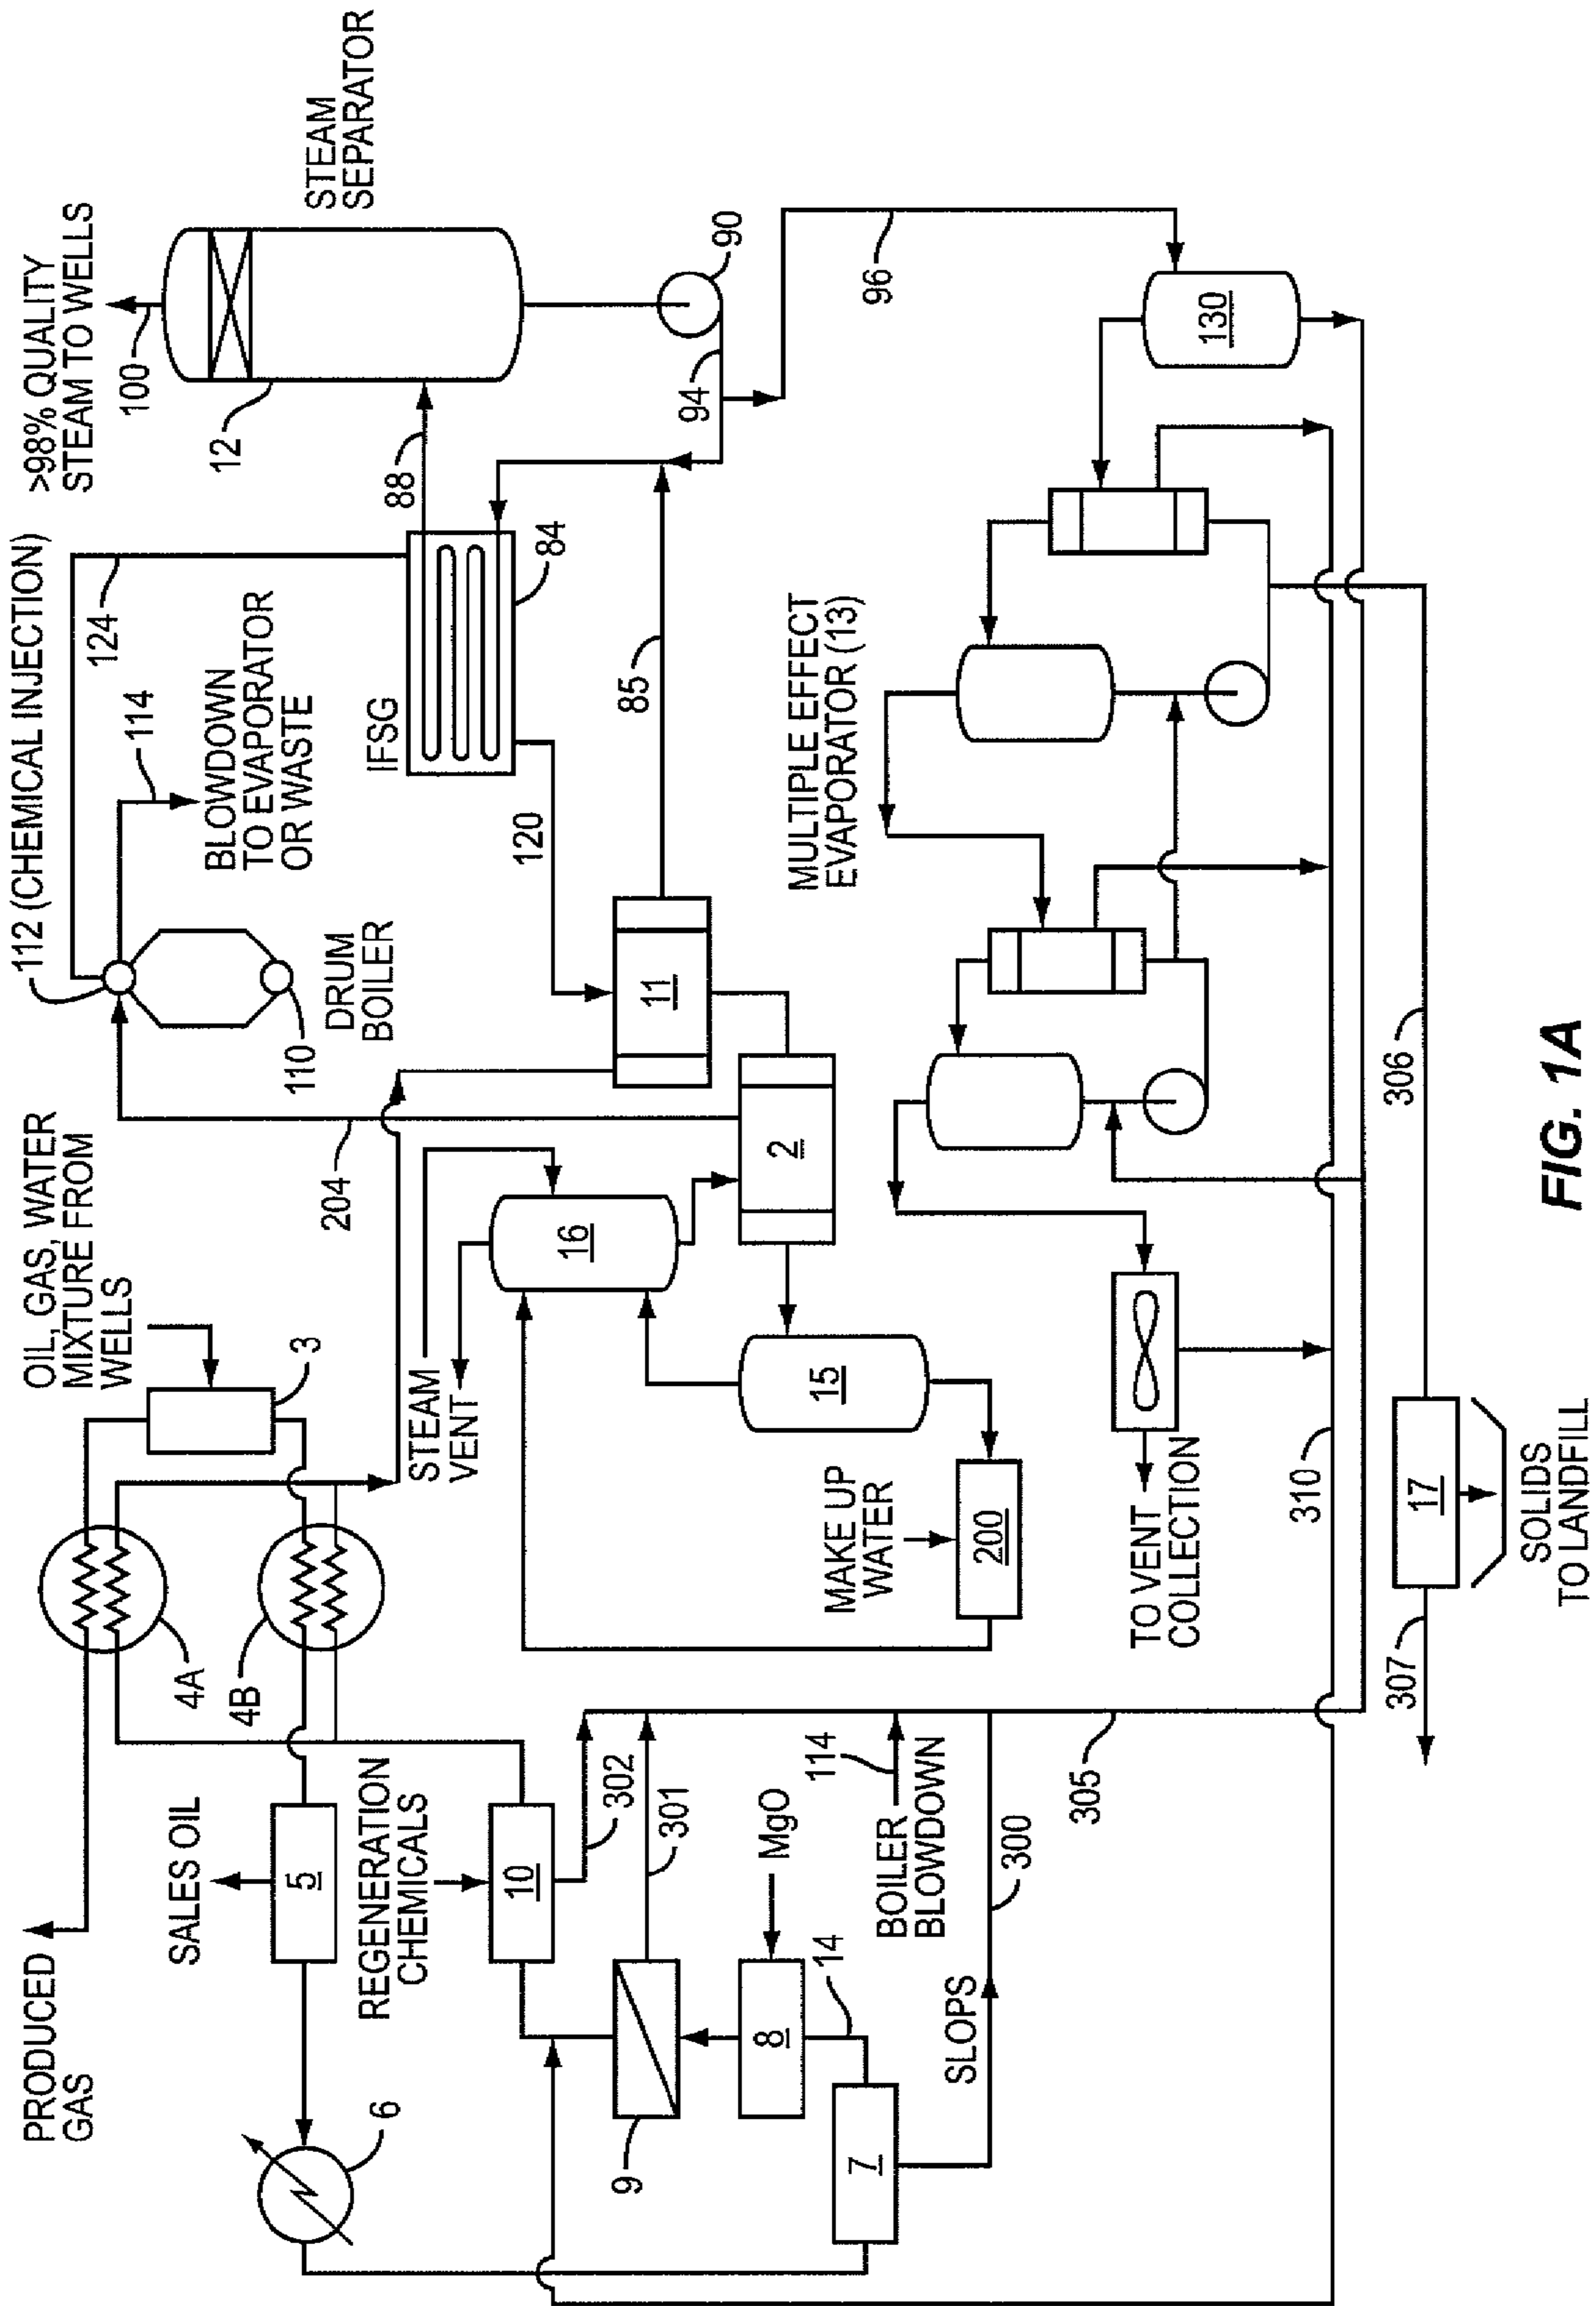 OIL, GAS, WATER
MIXTURE FROM
WELLS
3
PRODUCED
GAS
4A
4B
SALES OIL
5
6
REGENERATION
CHEMICALS
10
302
301
9
8
MgO
14
7
SLOPS
300
114
BOILER
BLOWDOWN
305
112 (CHEMICAL INJECTION)
124
114
BLOWDOWN
TO EVAPORATOR
OR WASTE
DRUM
BOILER
110
204
STEAM
VENT
16
2
15
MAKE UP
WATER
200
11
120
85
IFSG
84
88
>98% QUALITY
STEAM TO WELLS
100
12
STEAM
SEPARATOR
90
94
96
130
MULTIPLE EFFECT
EVAPORATOR (13)
TO VENT
COLLECTION
310
306
307
17
SOLIDS
TO LANDFILL
FIG. 1A